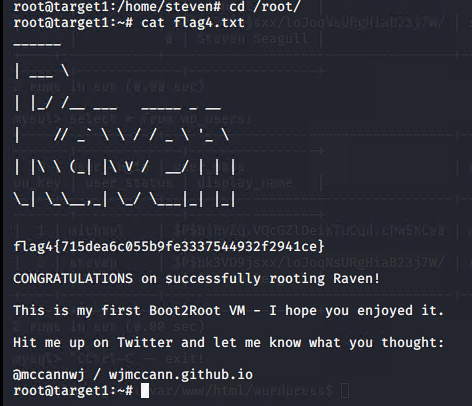 root@target1:/home/steven# cd /root/
root@target1:~# cat flag4.txt
______
| ___ \
| |_/ /__ ___   _____ _ __
|    // _` \ \ / / _ \ '_ \
| |\ \ (_| |\ V /  __/ | | |
\_| \_\__,_| \_/ \___|_| |_|
flag4{715dea6c055b9fe3337544932f2941ce}
CONGRATULATIONS on successfully rooting Raven!
This is my first Boot2Root VM - I hope you enjoyed it.
Hit me up on Twitter and let me know what you thought:
@mccannwj / wjmccann.github.io
root@target1:~#